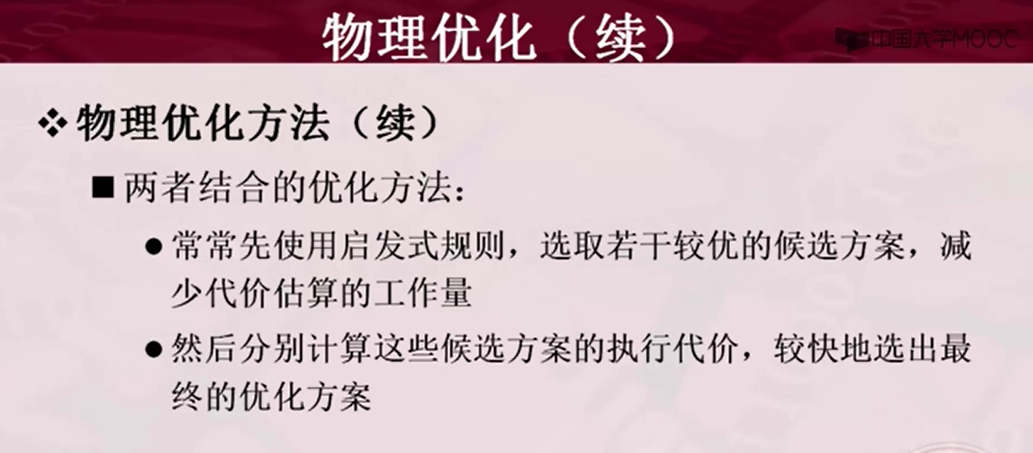 物理优化（续）
中国大学MOOC
物理优化方法（续）
两者结合的优化方法：
常常先使用启发式规则，选取若干较优的候选方案，减
少代价估算的工作量
然后分别计算这些候选方案的执行代价，较快地选出最
终的优化方案